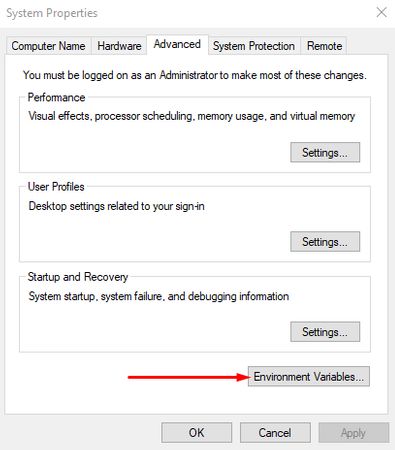 System Properties
Computer Name Hardware Advanced System Protection Remote
You must be logged on as an Administrator to make most of these changes.
Performance
Visual effects, processor scheduling, memory usage, and virtual memory
Settings...
User Profiles
Desktop settings related to your sign-in
Settings...
Startup and Recovery
System startup, system failure, and debugging information
Settings...
Environment Variables...
OK Cancel Apply